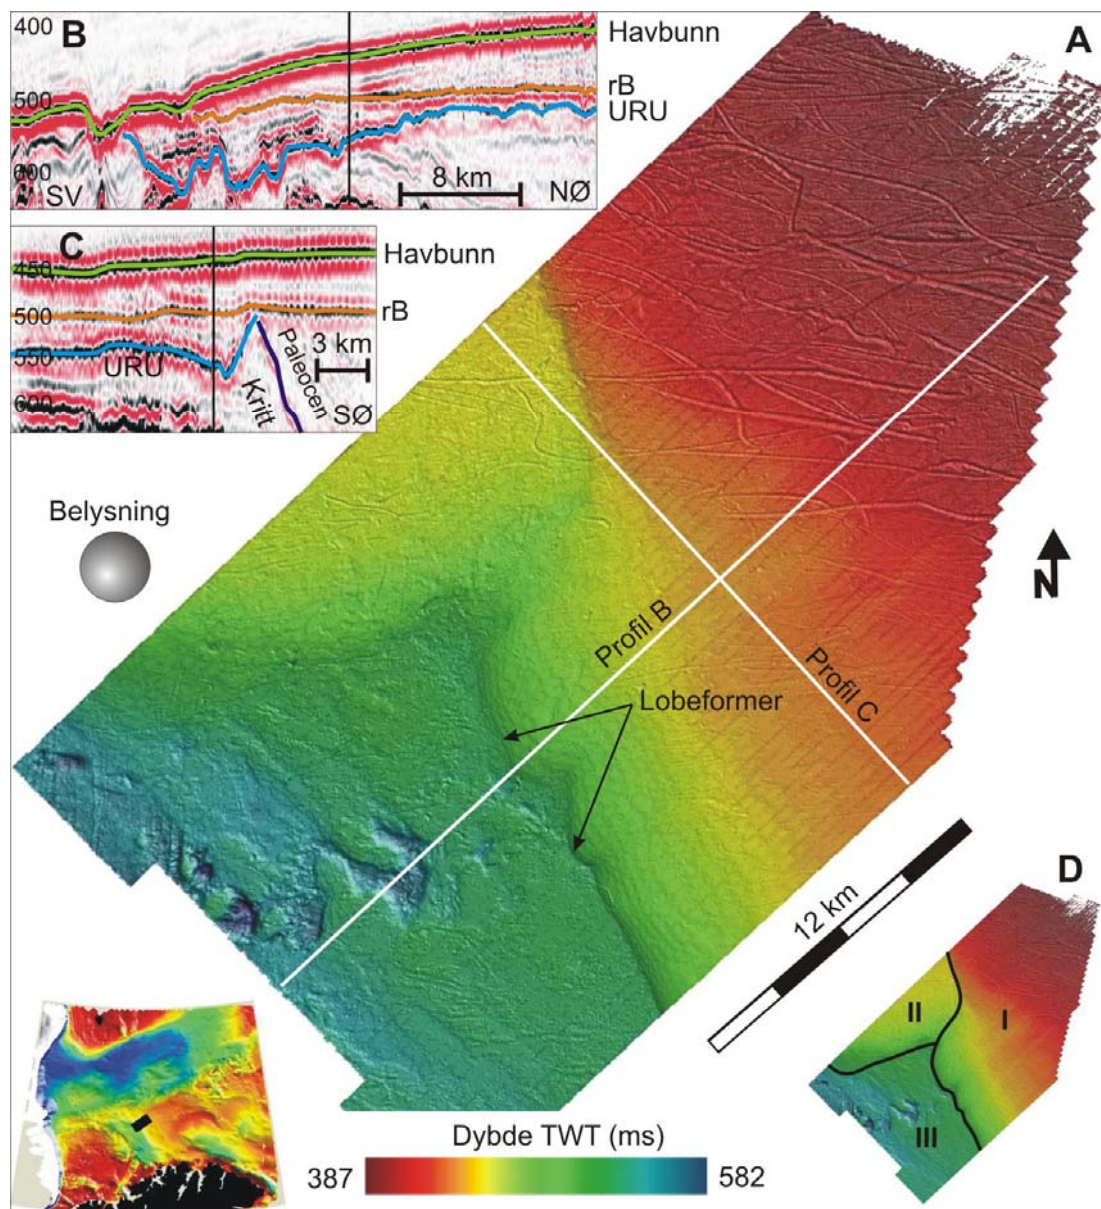 A
B
400
500
600
SV
8 km
NØ
Havbunn
rB
URU
C
450
500
550
600
URU
Kritt
Paleocen
3 km
SØ
Havbunn
rB
Belysning
N
Profil B
Profil C
Lobeformer
12 km
D
I
II
III
Dybde TWT (ms)
387
582